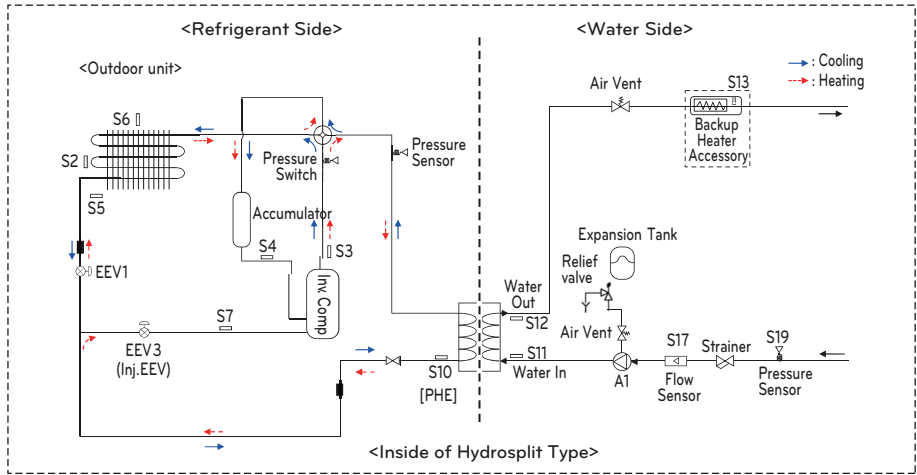 <Refrigerant Side>
<Water Side>
<Outdoor unit>
: Cooling
: Heating
S13
Air Vent
Backup
Heater
Accessory
S6
S2
S5
Pressure
Switch
Pressure
Sensor
Accumulator
S4
S3
Inv. Comp
EEV1
S7
EEV3
(Inj.EEV)
Expansion Tank
Relief
valve
Water
Out
S12
Air Vent
S11
Water In
S10
[PHE]
A1
S17
Flow
Sensor
Strainer
S19
Pressure
Sensor
<Inside of Hydrosplit Type>